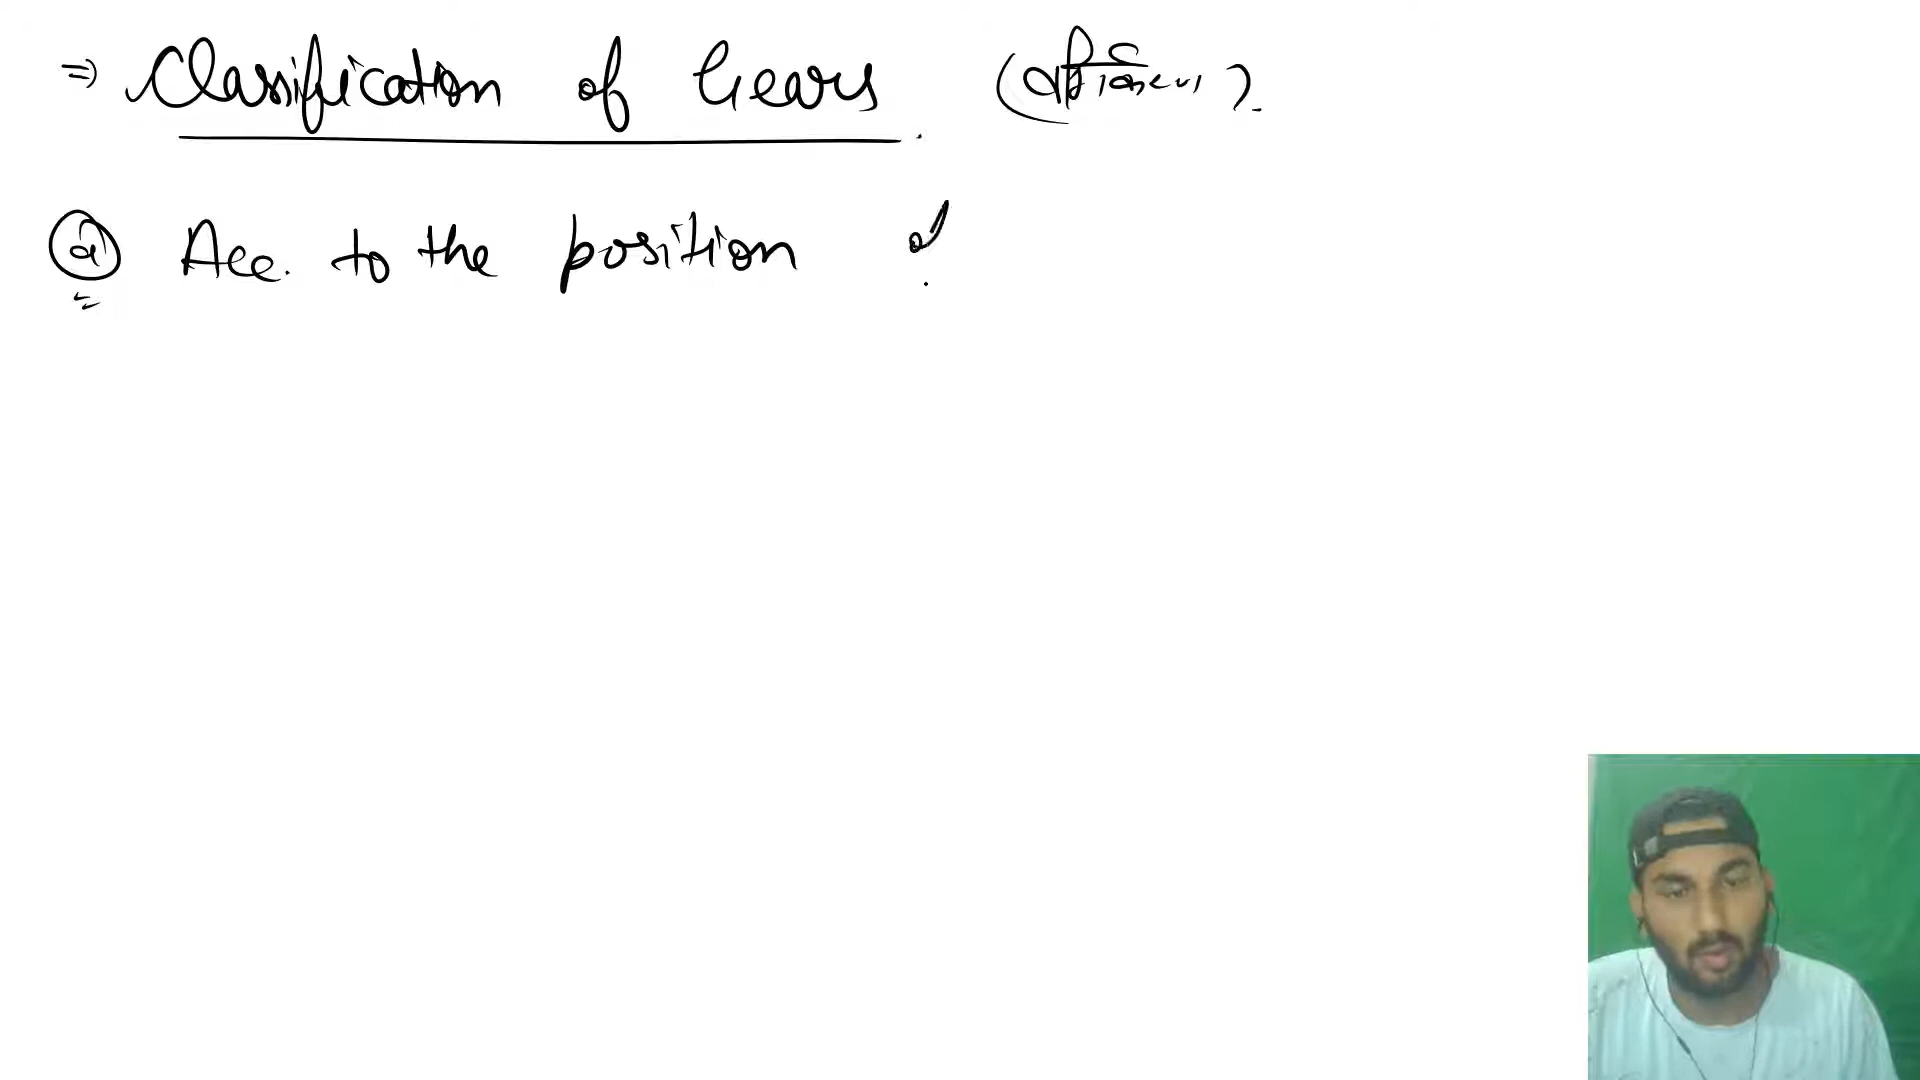 ⇒ Classification of Gears. (वर्गीकरण).
(a) Acc. to the position of